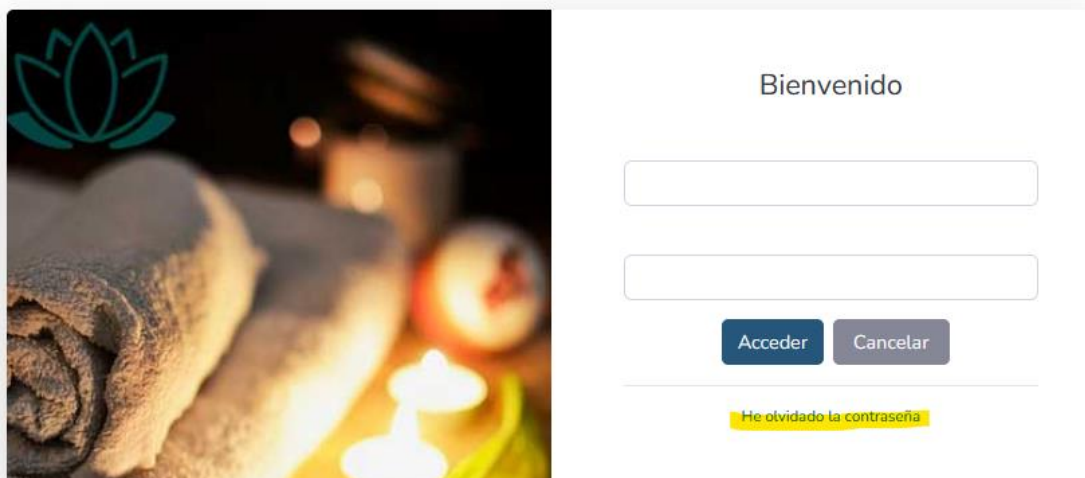 Bienvenido
Acceder
Cancelar
He olvidado la contraseña